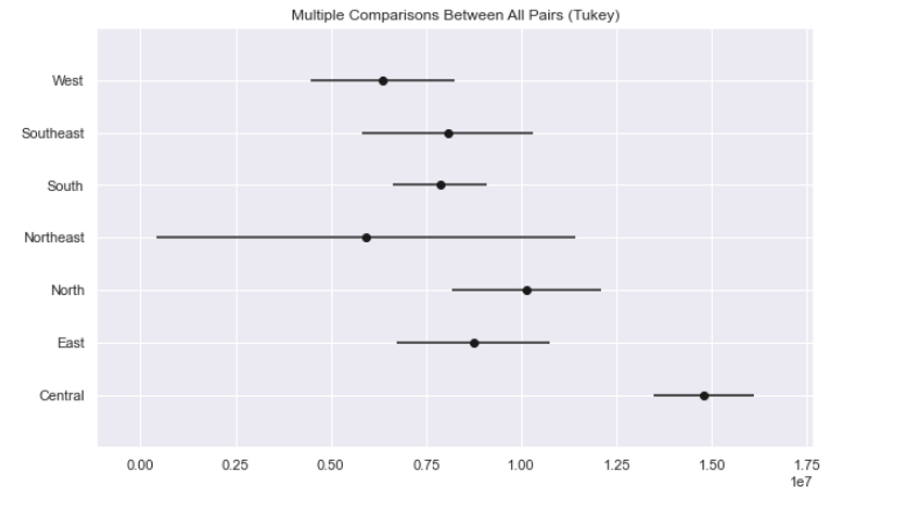 Multiple Comparisons Between All Pairs (Tukey)
West
Southeast
South
Northeast
North
East
Central
0.00 0.25 0.50 0.75 1.00 1.25 1.50 1.75
1e7